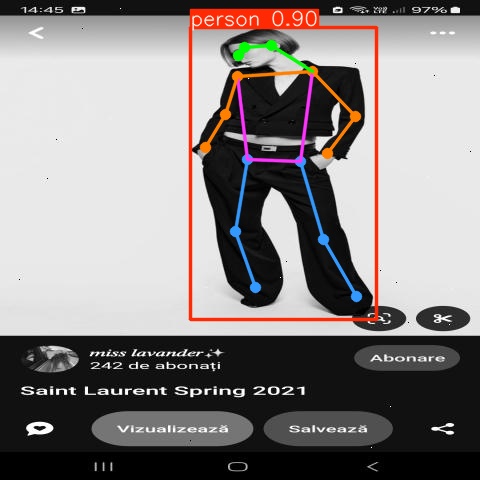 14:45
97%
person 0.90
miss lavander
242 de abonați
Abonare
Saint Laurent Spring 2021
Vizualizează
Salvează